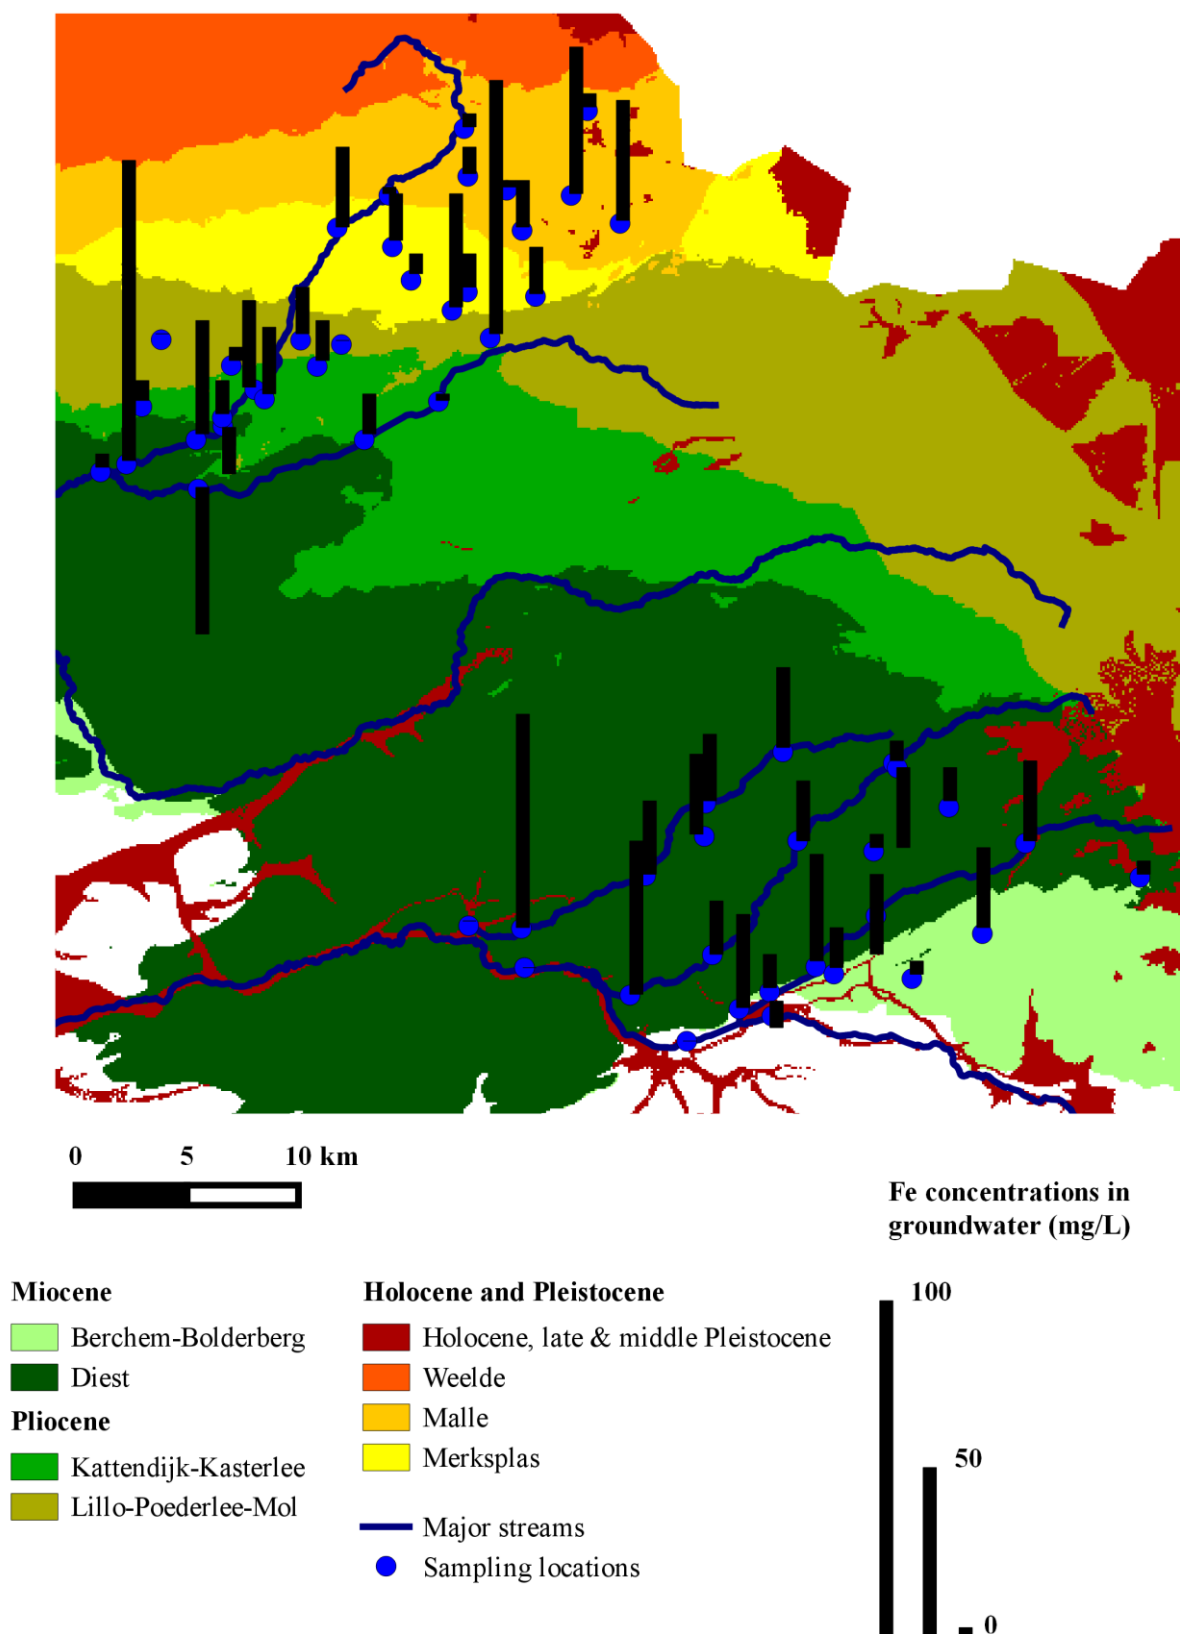 0 5 10 km
Fe concentrations in
groundwater (mg/L)
Miocene
Berchem-Bolderberg
Diest
Pliocene
Kattendijk-Kasterlee
Lillo-Poederlee-Mol
Holocene and Pleistocene
Holocene, late & middle Pleistocene
Weelde
Malle
Merksplas
Major streams
Sampling locations
100
50
0